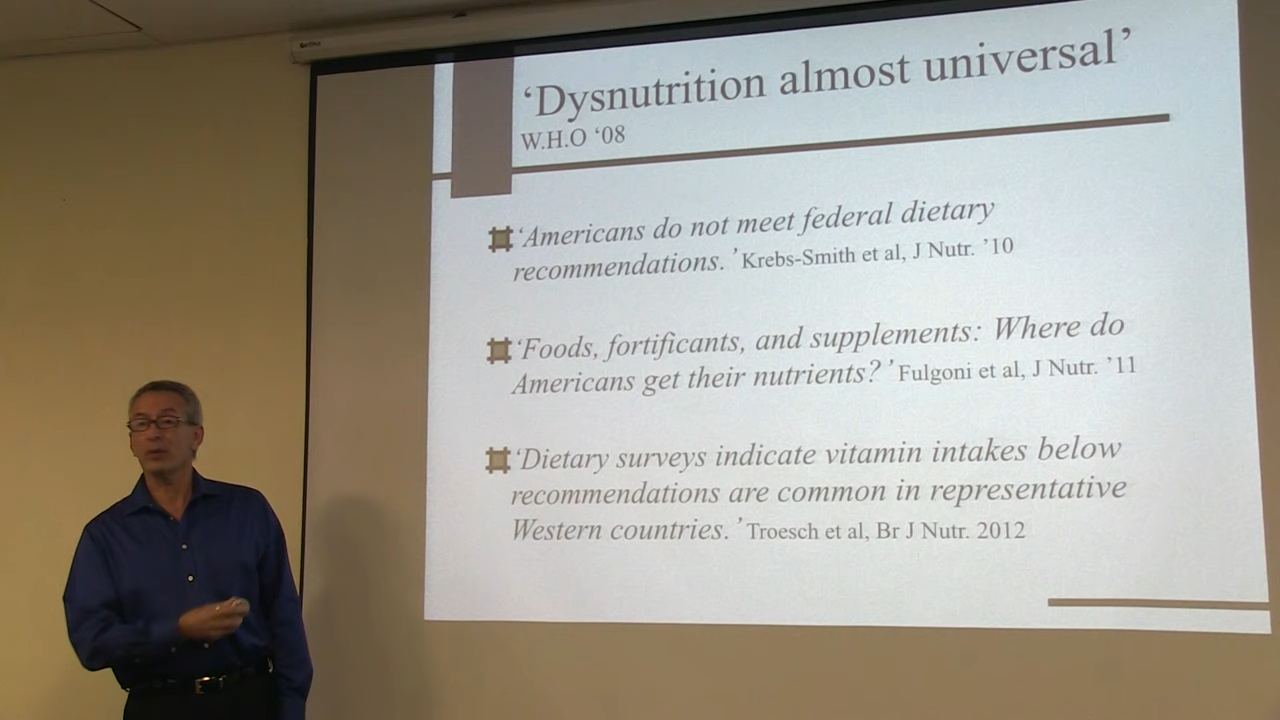 ‘Dysnutrition almost universal’
W.H.O ‘08
‘Americans do not meet federal dietary
recommendations.’ Krebs-Smith et al, J Nutr. ’10
‘Foods, fortificants, and supplements: Where do
Americans get their nutrients?’ Fulgoni et al, J Nutr. ’11
‘Dietary surveys indicate vitamin intakes below
recommendations are common in representative
Western countries.’ Troesch et al, Br J Nutr. 2012